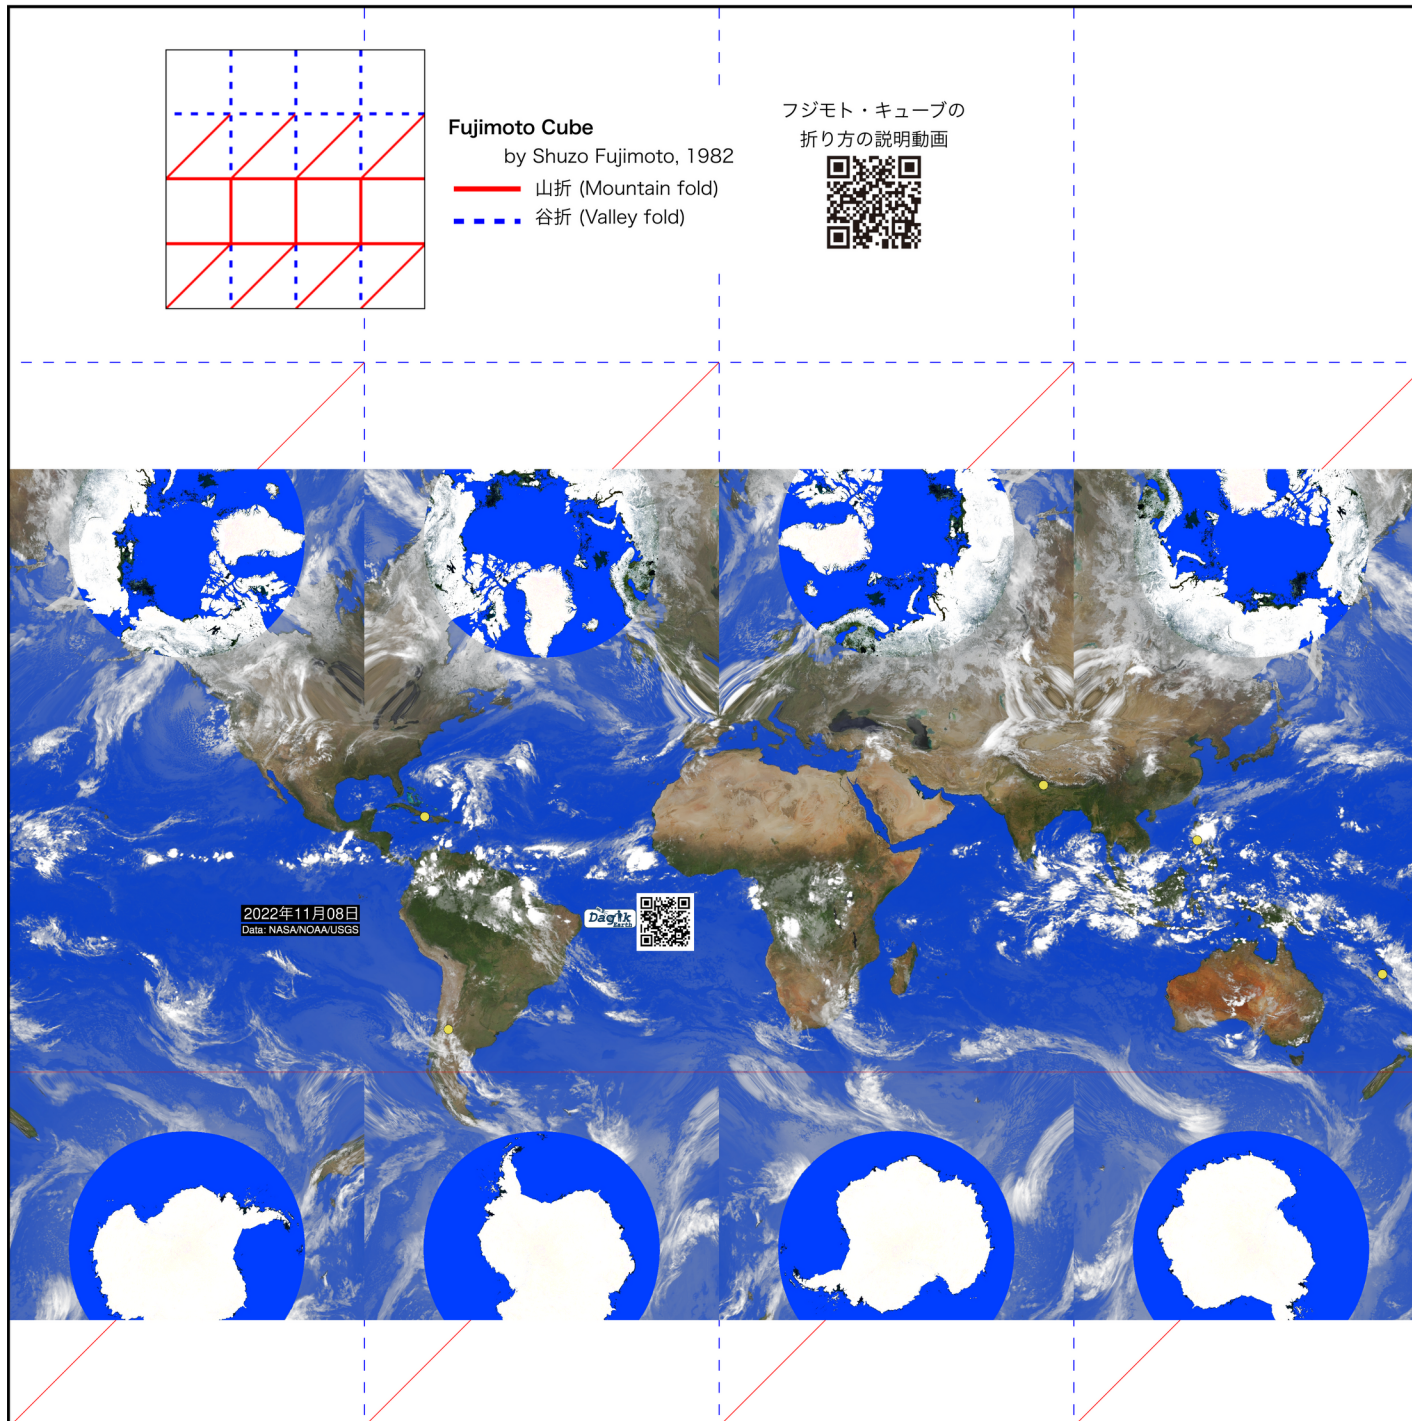 Fujimoto Cube
by Shuzo Fujimoto, 1982
山折 (Mountain fold)
谷折 (Valley fold)
フジモト・キューブの
折り方の説明動画
2022年11月08日
Data: NASA/NOAA/USGS
Dagik
Earth